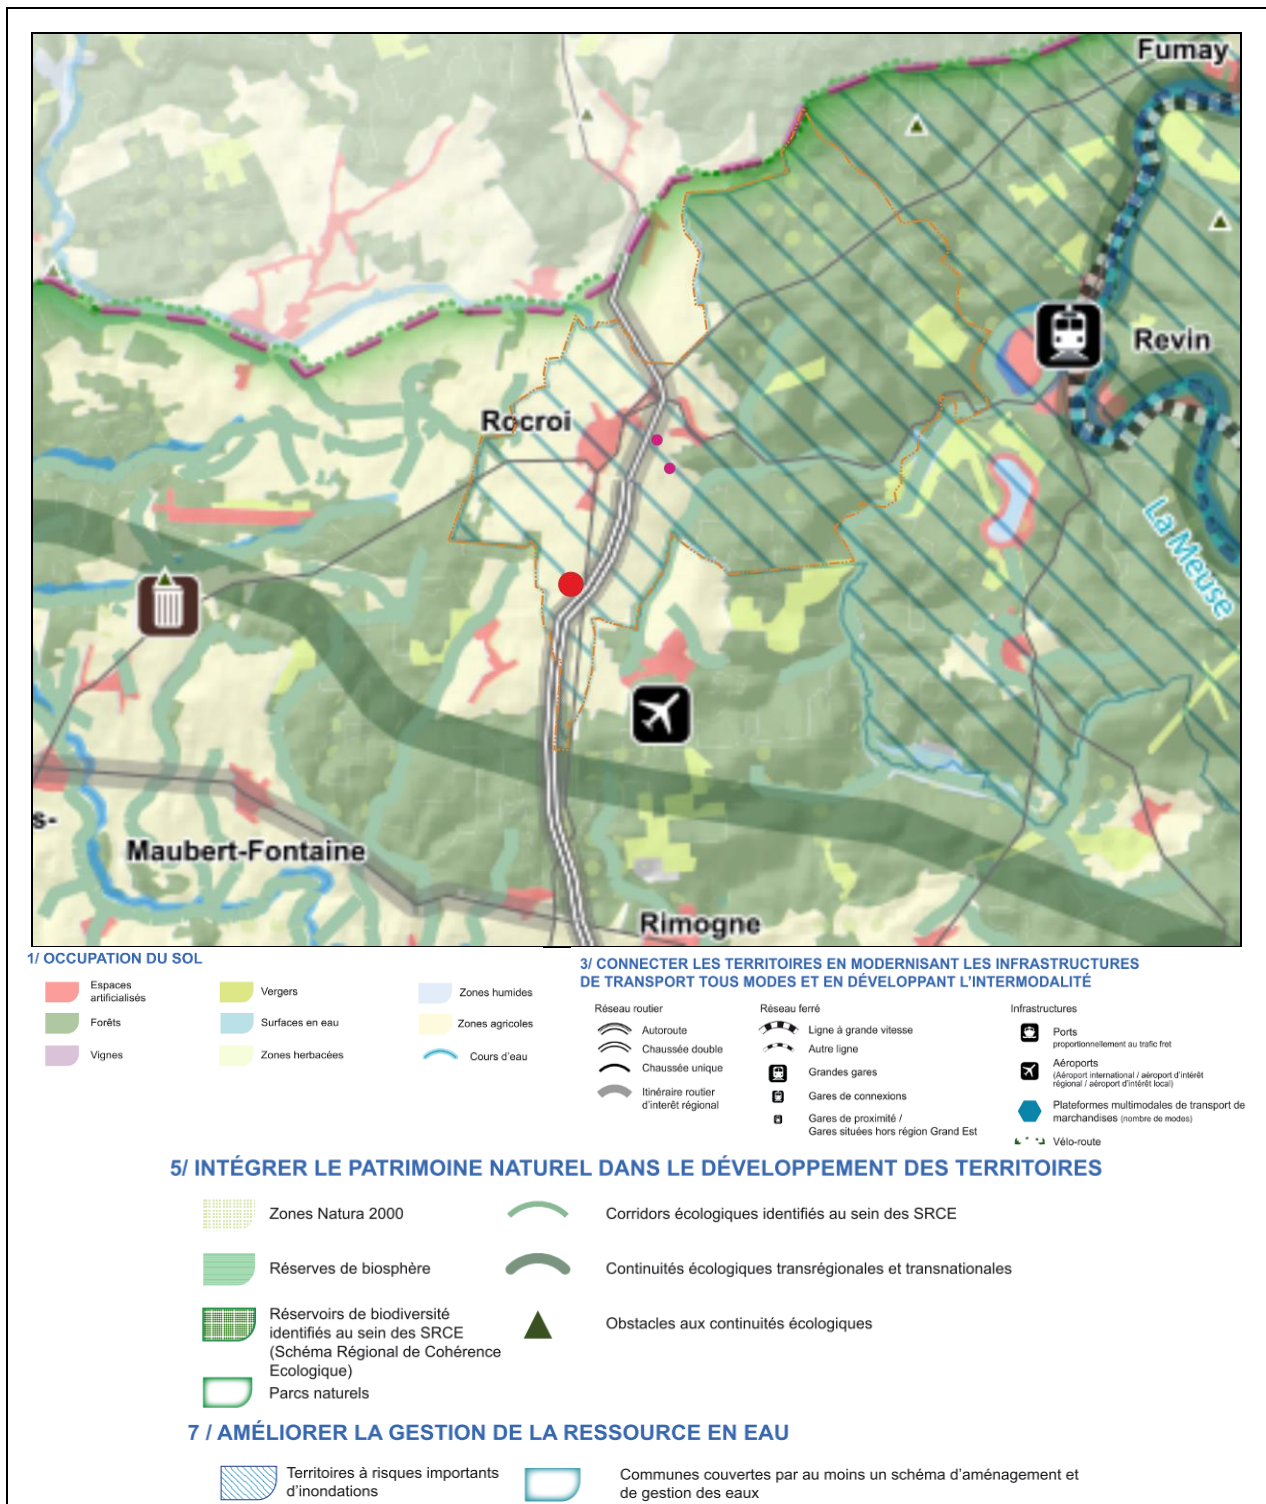 Fumay
Revin
Rocroi
La Meuse
s-
Maubert-Fontaine
Rimogne
1/ OCCUPATION DU SOL
Espaces
artificialisés
Forêts
Vignes
Vergers
Surfaces en eau
Zones herbacées
Zones humides
Zones agricoles
Cours d'eau
3/ CONNECTER LES TERRITOIRES EN MODERNISANT LES INFRASTRUCTURES
DE TRANSPORT TOUS MODES ET EN DÉVELOPPANT L'INTERMODALITÉ
Réseau routier
Autoroute
Chaussée double
Chaussée unique
Itinéraire routier
d'interêt régional
Réseau ferré
Ligne à grande vitesse
Autre ligne
Grandes gares
Gares de connexions
Gares de proximité /
Gares situées hors région Grand Est
Infrastructures
Ports
proportionnellement au trafic fret
Aéroports
(Aéroport international / aéroport d'intérêt
régional / aéroport d'intérêt local)
Plateformes multimodales de transport de
marchandises (nombre de modes)
Vélo-route
5/ INTÉGRER LE PATRIMOINE NATUREL DANS LE DÉVELOPPEMENT DES TERRITOIRES
Zones Natura 2000
Réserves de biosphère
Réservoirs de biodiversité
identifiés au sein des SRCE
(Schéma Régional de Cohérence
Ecologique)
Parcs naturels
Corridors écologiques identifiés au sein des SRCE
Continuités écologiques transrégionales et transnationales
Obstacles aux continuités écologiques
7 / AMÉLIORER LA GESTION DE LA RESSOURCE EN EAU
Territoires à risques importants
d'inondations
Communes couvertes par au moins un schéma d'aménagement et
de gestion des eaux